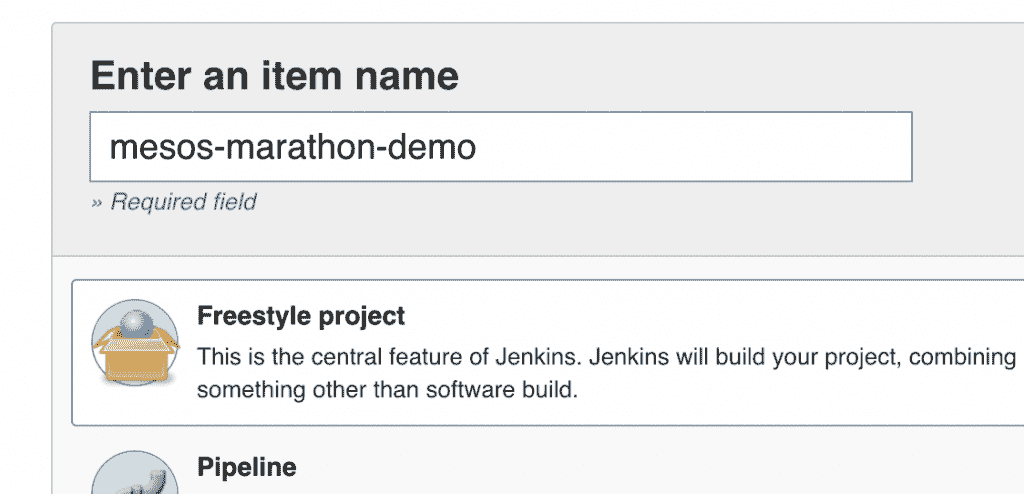 Enter an item name
mesos-marathon-demo
» Required field
Freestyle project
This is the central feature of Jenkins. Jenkins will build your project, combining
something other than software build.
Pipeline